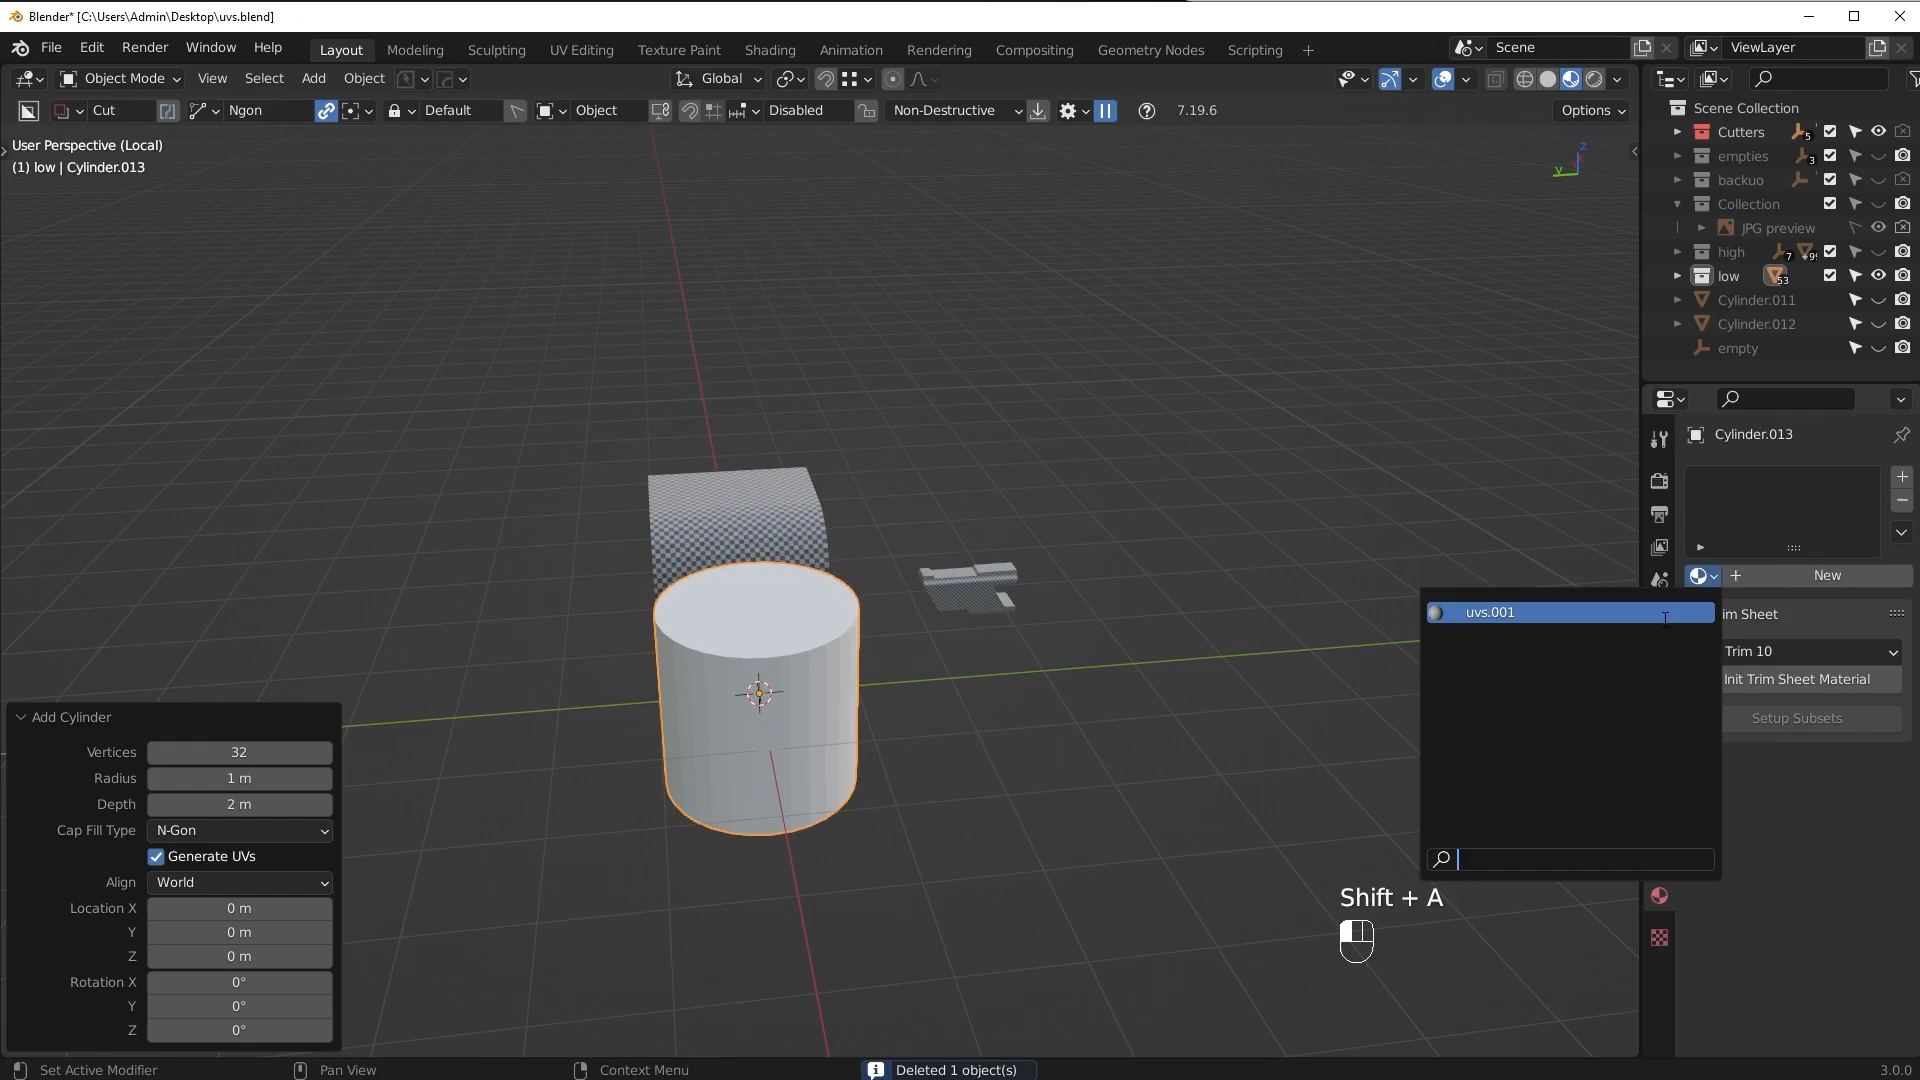 Blender* [C:\Users\Admin\Desktop\uvs.blend]
File Edit Render Window Help
Layout Modeling Sculpting UV Editing Texture Paint Shading Animation Rendering Compositing Geometry Nodes Scripting +
Scene
ViewLayer
Object Mode View Select Add Object
Global
Cut
Ngon
Default
Object
Disabled
Non-Destructive
7.19.6
Options
User Perspective (Local)
(1) low | Cylinder.013
z
y
Scene Collection
Cutters 5
empties 3
backuo
Collection
JPG preview
high 7
low 53
Cylinder.011
Cylinder.012
empty
Cylinder.013
New
uvs.001
im Sheet
Trim 10
Init Trim Sheet Material
Setup Subsets
Add Cylinder
Vertices 32
Radius 1 m
Depth 2 m
Cap Fill Type N-Gon
Generate UVs
Align World
Location X 0 m
Y 0 m
Z 0 m
Rotation X 0°
Y 0°
Z 0°
Shift + A
Set Active Modifier
Pan View
Context Menu
Deleted 1 object(s)
3.0.0